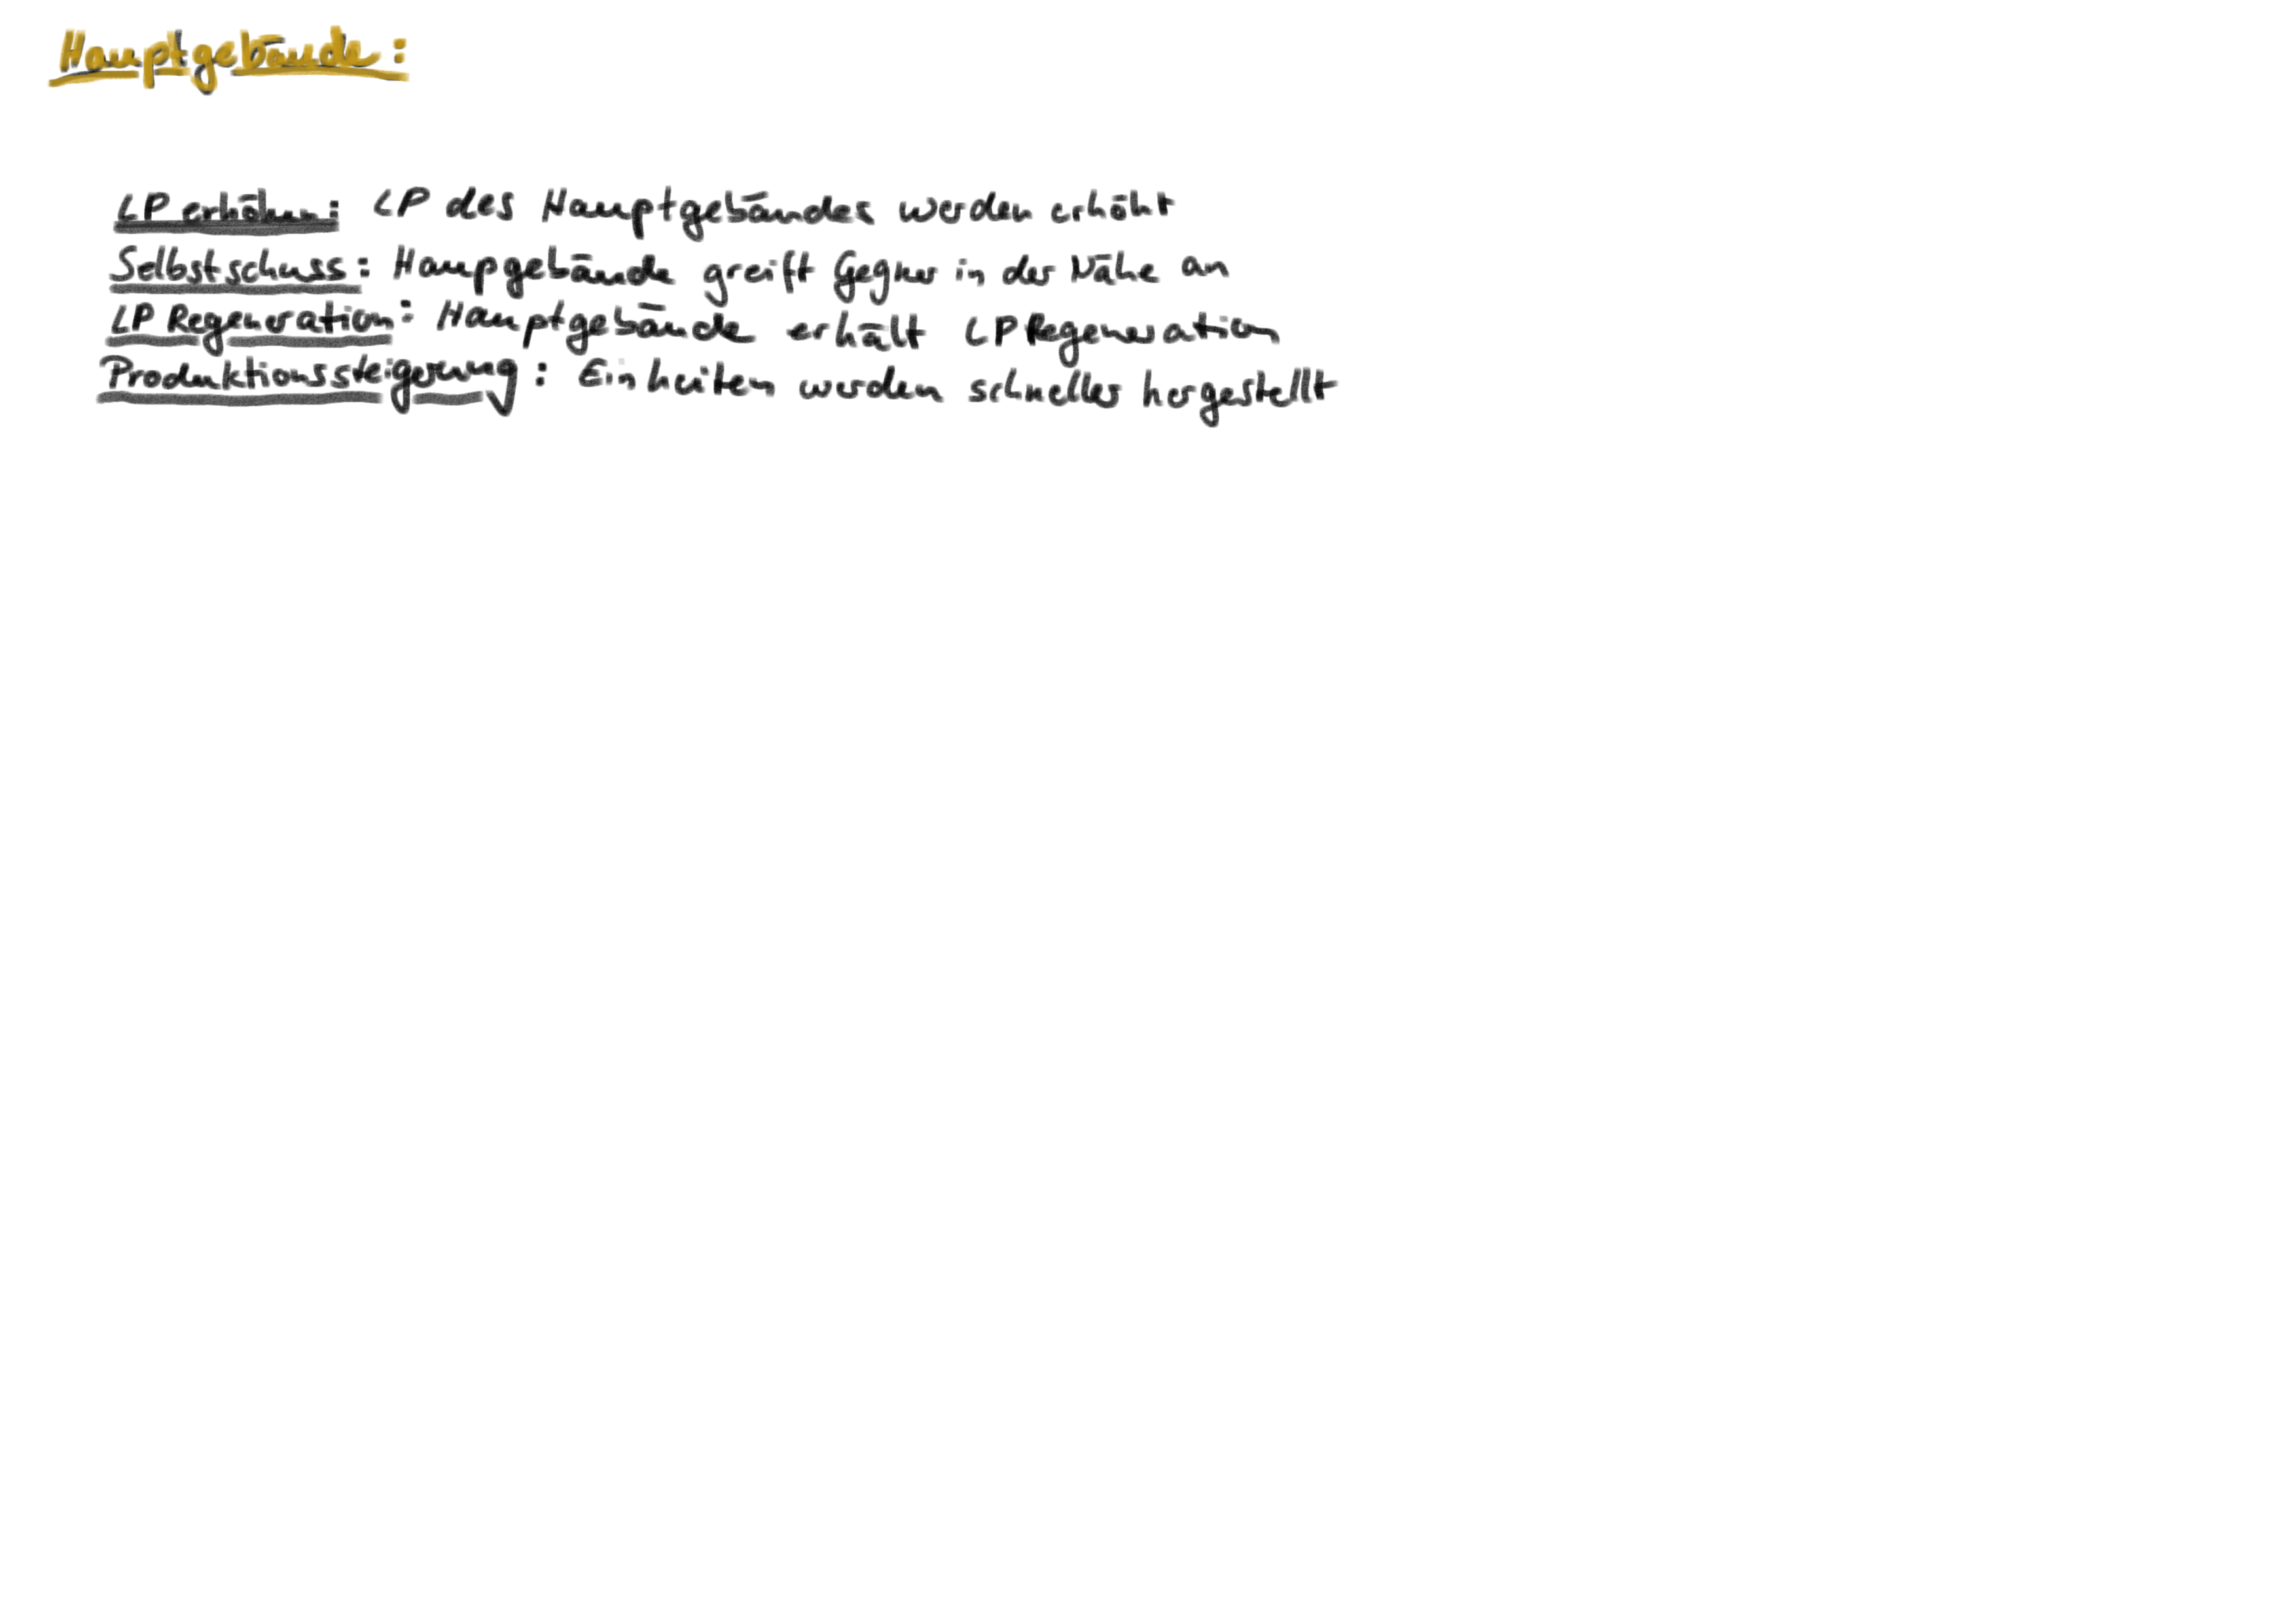 Hauptgebäude:
LP erhöhen: LP des Hauptgebäudes werden erhöht
Selbstschuss: Haupgebäude greift Gegner in der Nähe an
LP Regeneration: Hauptgebäude erhält LP Regeneration
Produktionssteigerung: Einheiten werden schneller hergestellt